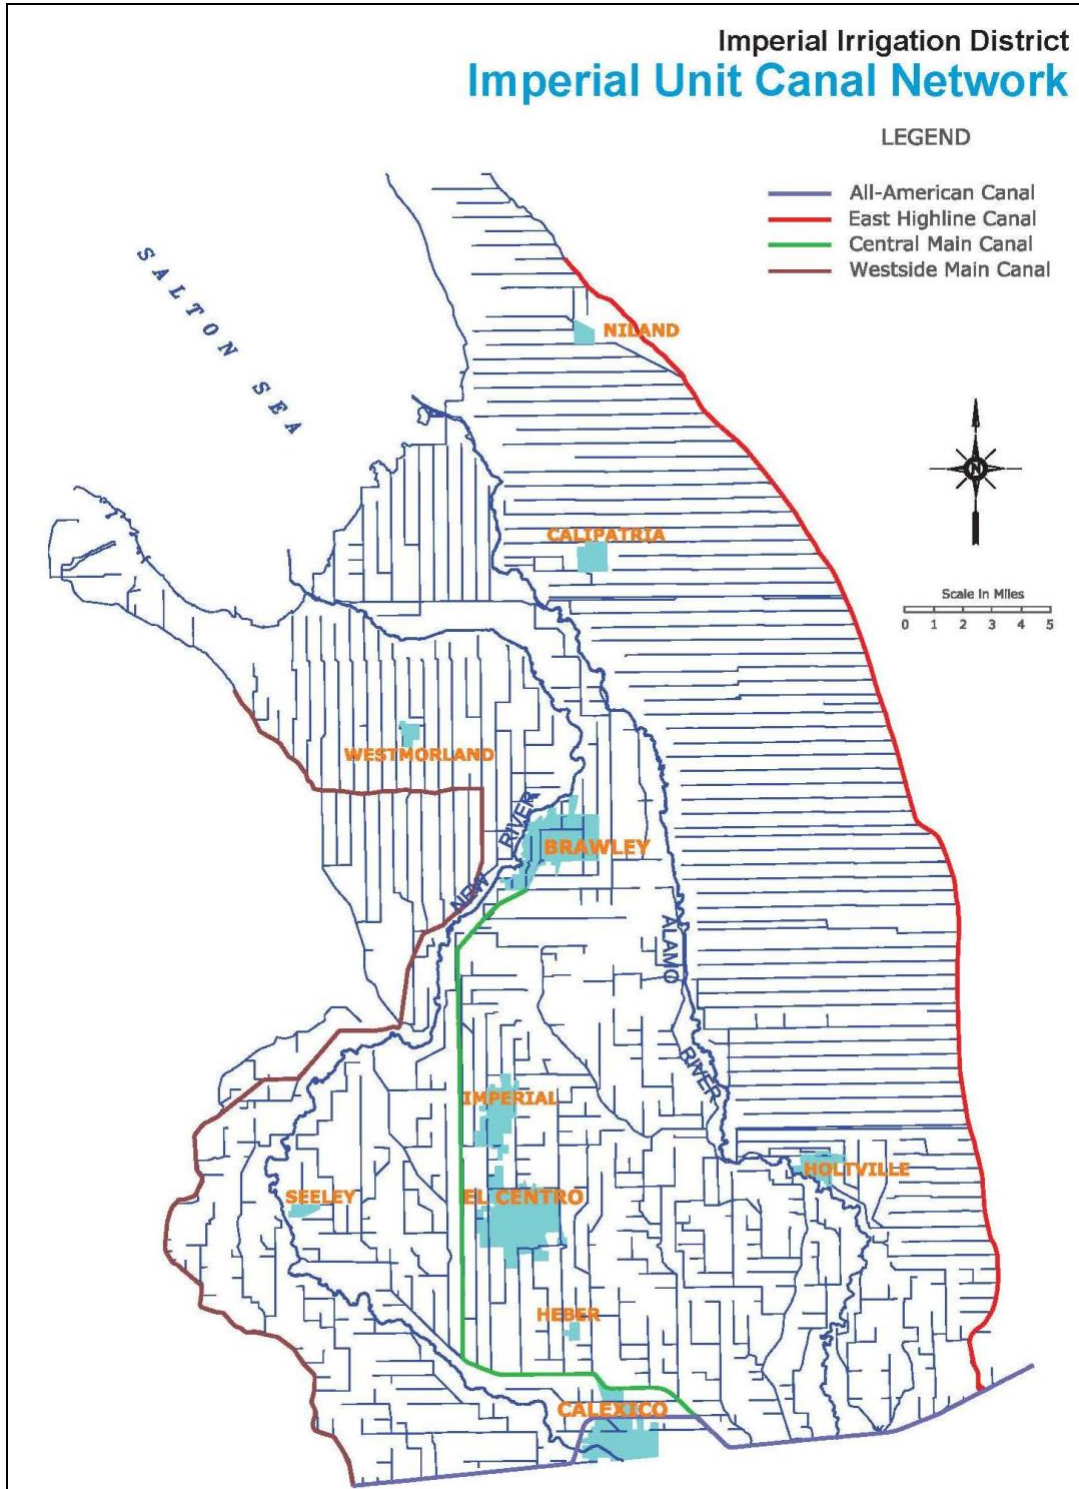 Imperial Irrigation District
Imperial Unit Canal Network
LEGEND
All-American Canal
East Highline Canal
Central Main Canal
Westside Main Canal
SALTON SEA
NILAND
N
CALIPATRIA
Scale In Miles
0 1 2 3 4 5
WESTMORLAND
NEW RIVER
BRAWLEY
ALAMO RIVER
IMPERIAL
HOLTVILLE
SEELEY
EL CENTRO
HEBER
CALEXICO